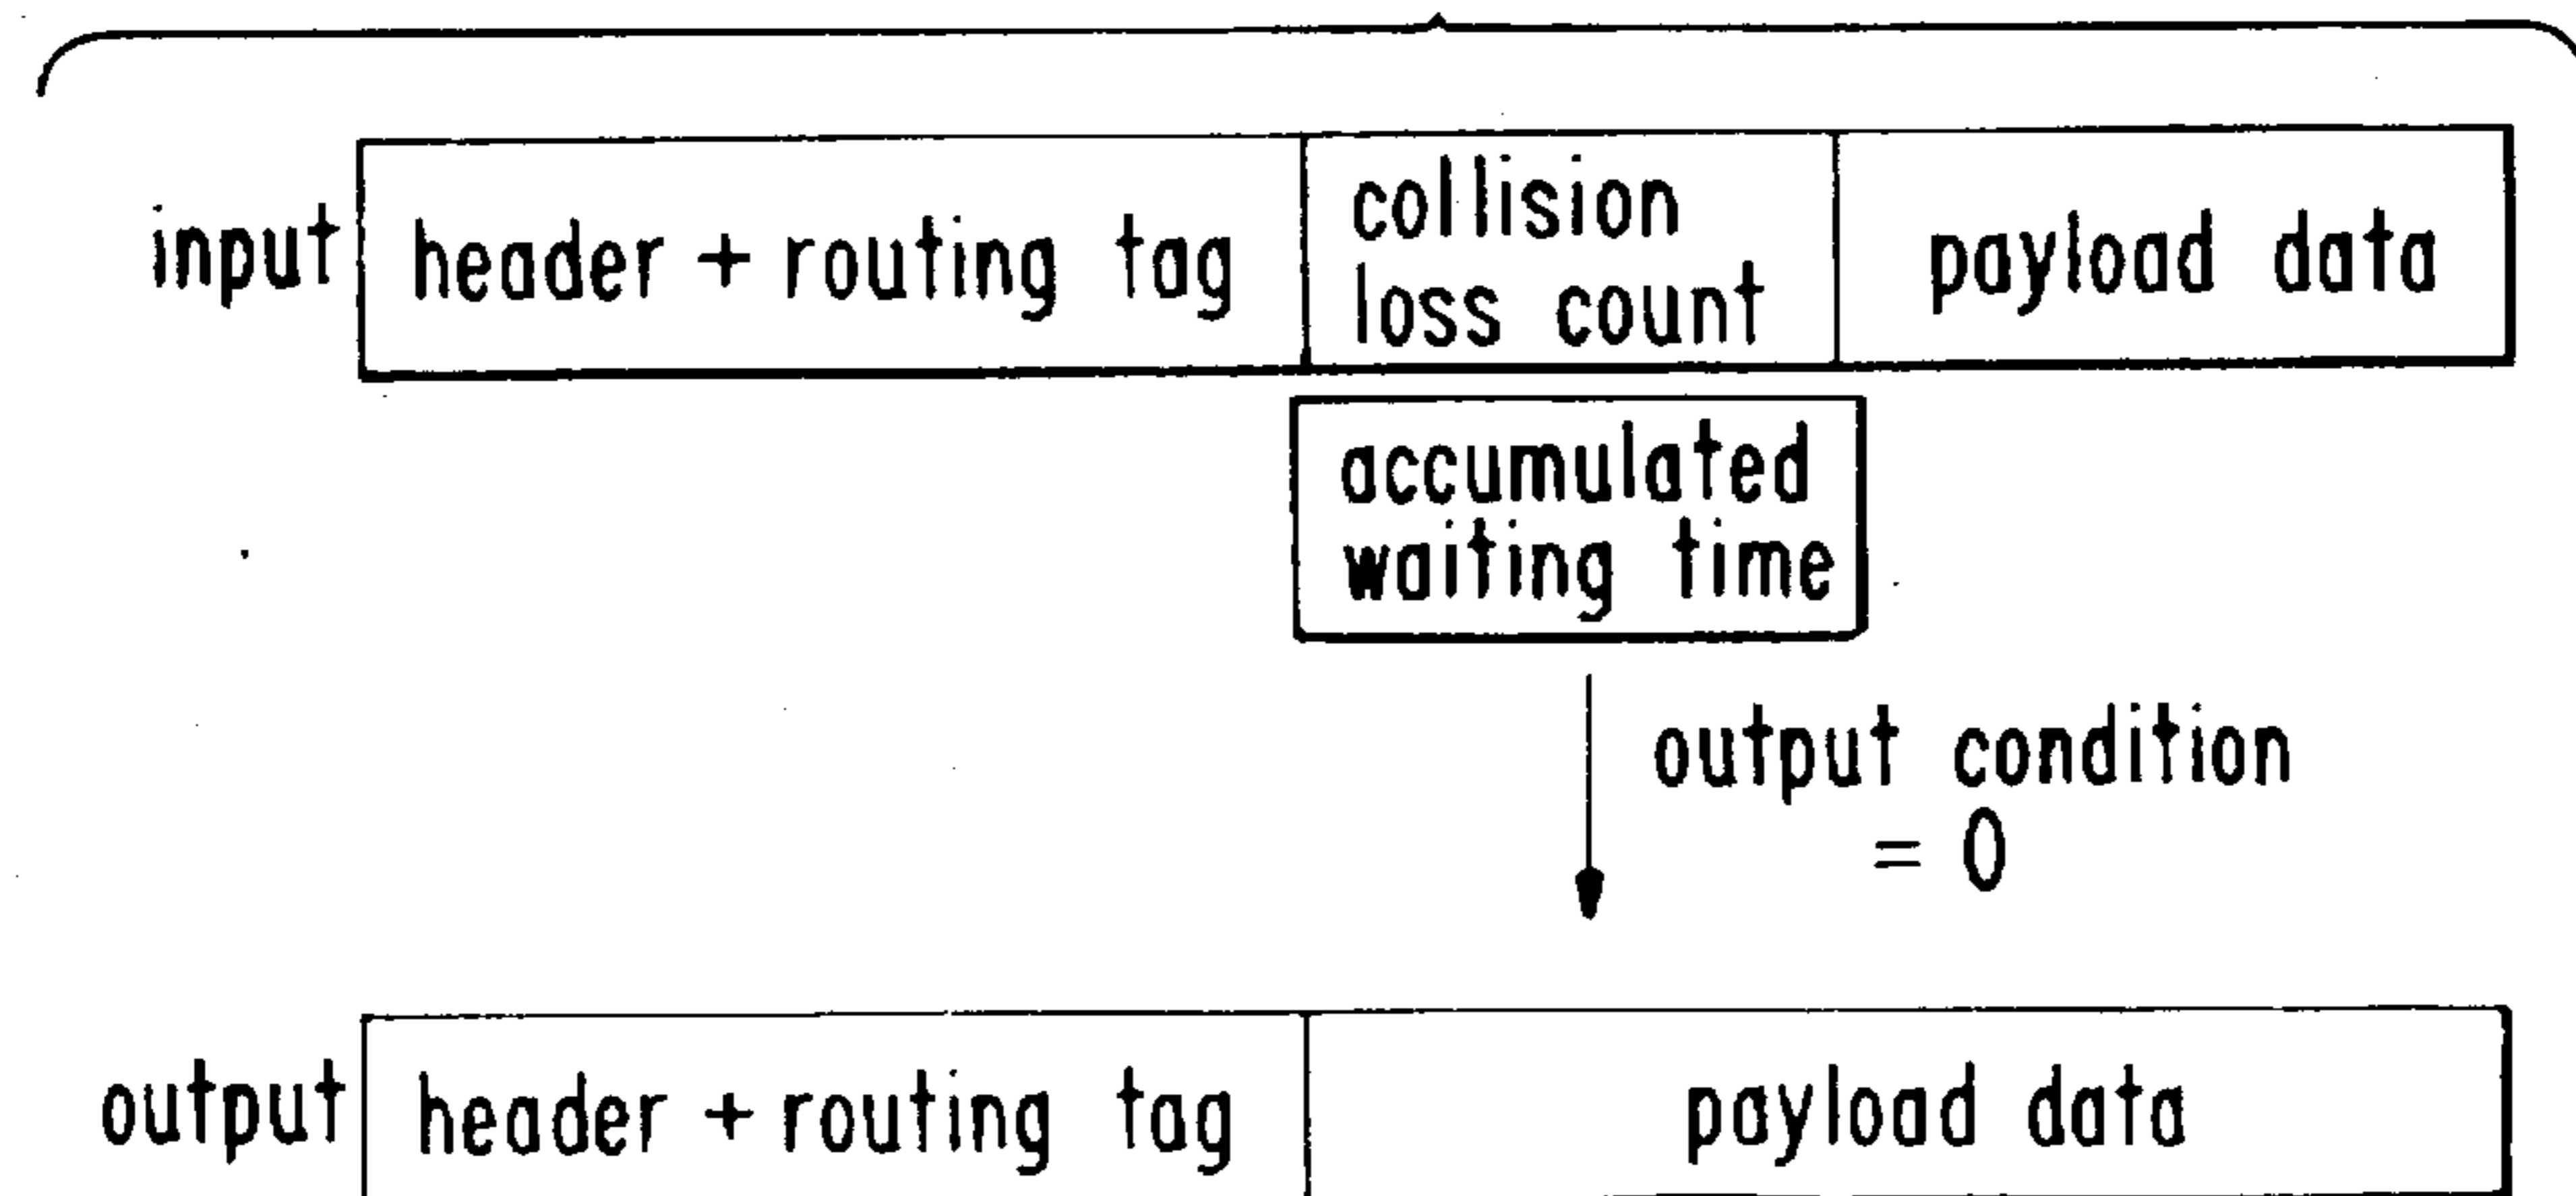 input header + routing tag collision loss count payload data
accumulated
waiting time
output condition
= 0
output header + routing tag payload data